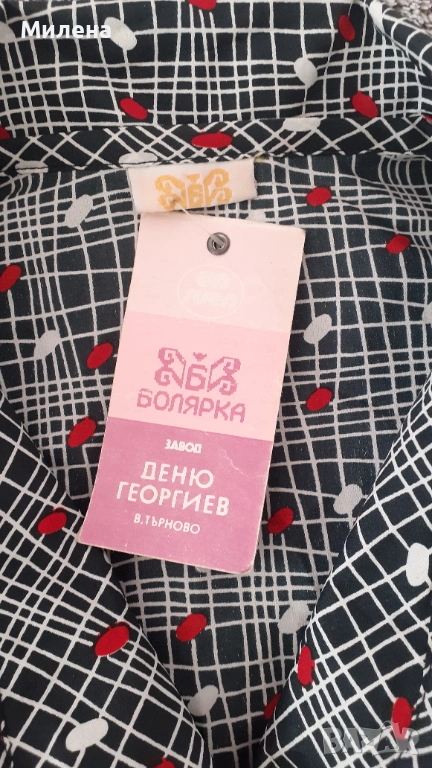 Милена
Б
Б
БОЛЯРКА
ЗАВОД
ДЕНЮ
ГЕОРГИЕВ
В.ТЪРНОВО